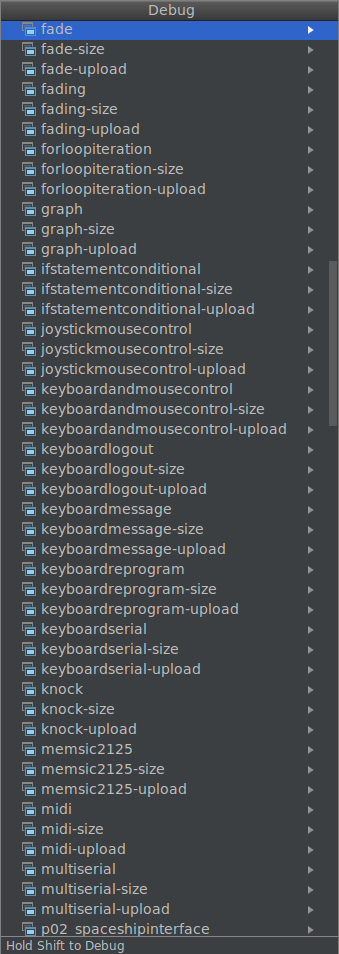 Debug
fade
fade-size
fade-upload
fading
fading-size
fading-upload
forloopiteration
forloopiteration-size
forloopiteration-upload
graph
graph-size
graph-upload
ifstatementconditional
ifstatementconditional-size
ifstatementconditional-upload
joystickmousecontrol
joystickmousecontrol-size
joystickmousecontrol-upload
keyboardandmousecontrol
keyboardandmousecontrol-size
keyboardandmousecontrol-upload
keyboardlogout
keyboardlogout-size
keyboardlogout-upload
keyboardmessage
keyboardmessage-size
keyboardmessage-upload
keyboardreprogram
keyboardreprogram-size
keyboardreprogram-upload
keyboardserial
keyboardserial-size
keyboardserial-upload
knock
knock-size
knock-upload
memsic2125
memsic2125-size
memsic2125-upload
midi
midi-size
midi-upload
multiserial
multiserial-size
multiserial-upload
p02_spaceshipinterface
Hold Shift to Debug